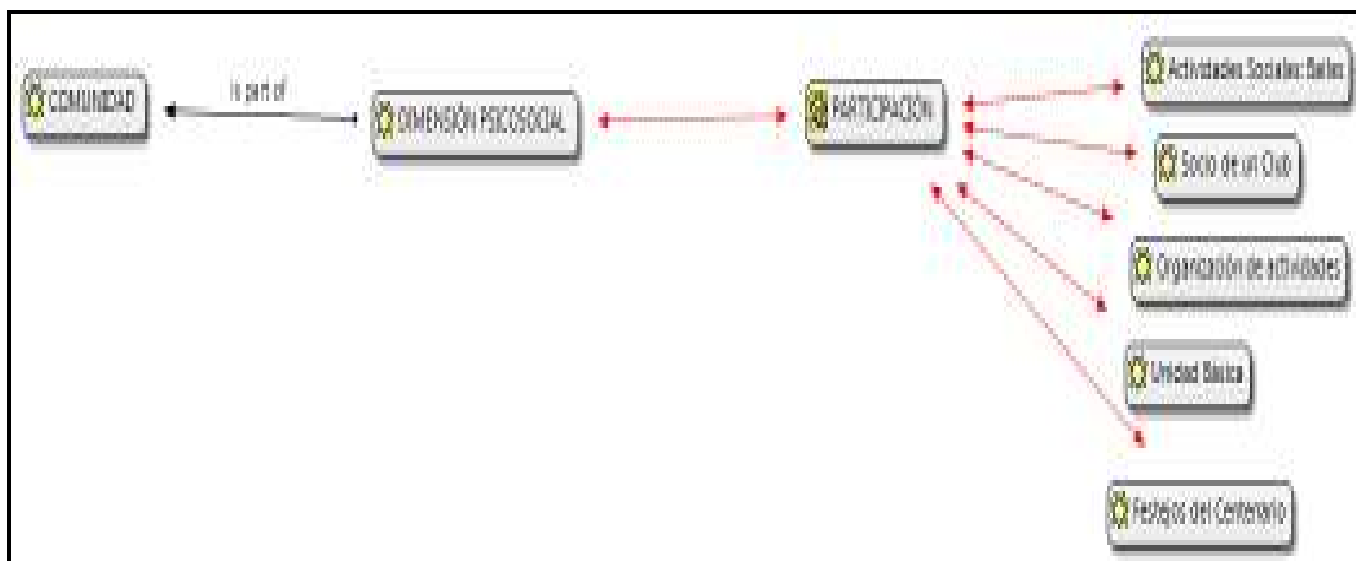 COMUNIDAD
is part of
DIMENSIÓN PSICOSOCIAL
PARTICIPACIÓN
Actividades Sociales: Bailes
Socio de un Club
Organización de actividades
Unidad Básica
Festejos del Centenario